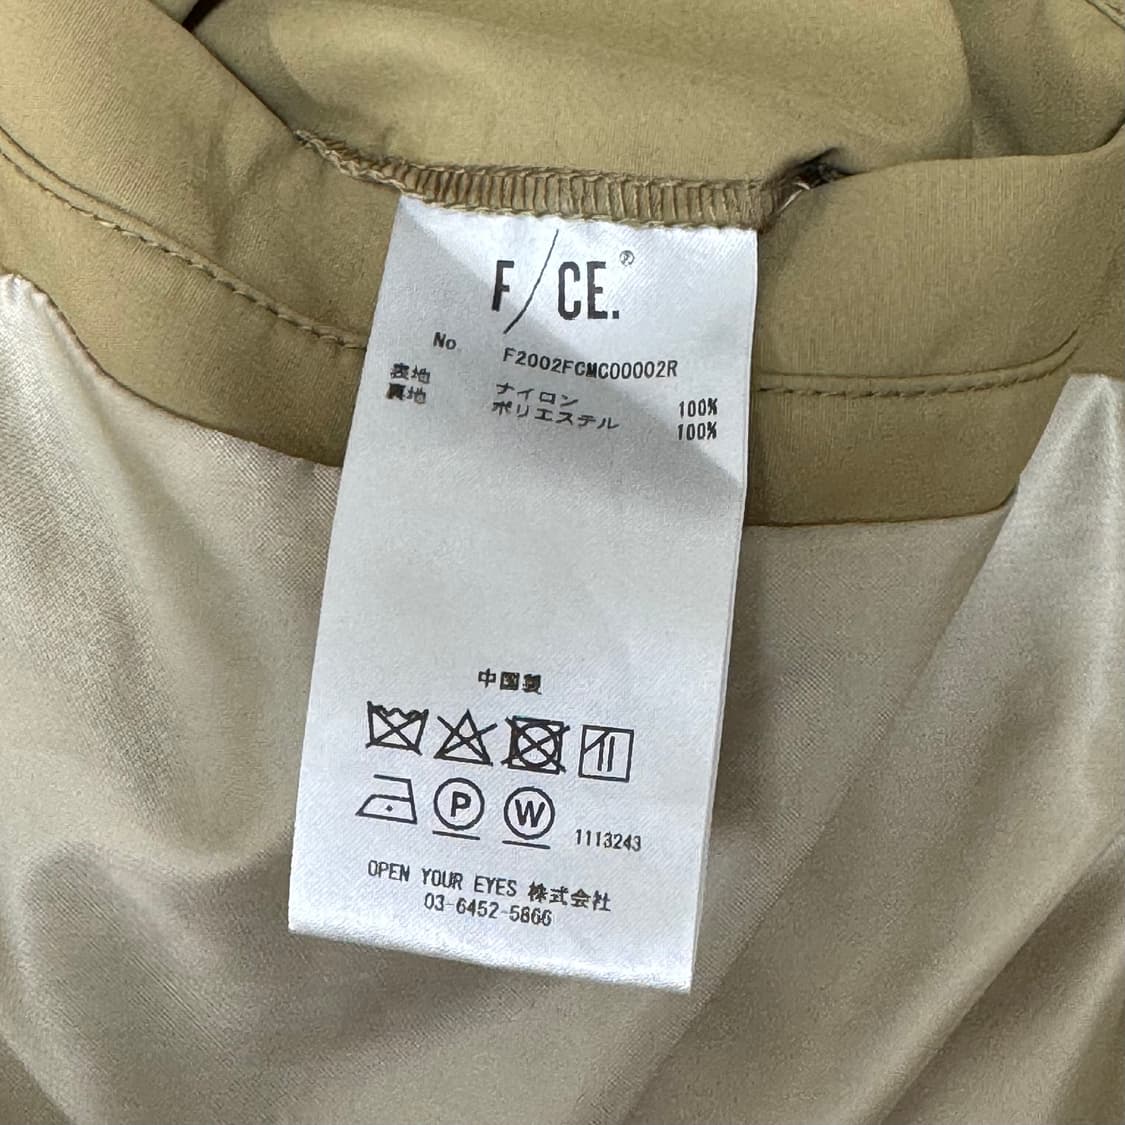 F/CE.®
No F2002FCMC00002R
表地 ナイロン 100%
裏地 ポリエステル 100%
中国製
P W 1113243
OPEN YOUR EYES 株式会社
03-6452-5866